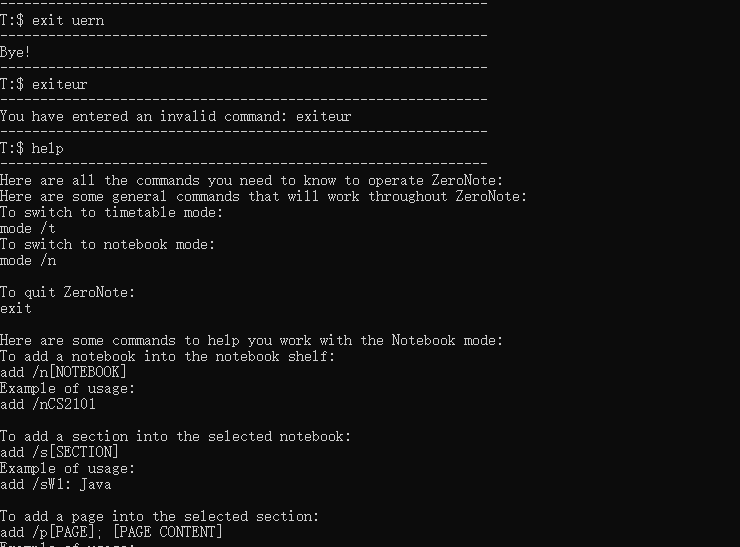 -------------------------------------------------------------
T:$ exit uern
-------------------------------------------------------------
Bye!
-------------------------------------------------------------
T:$ exiteur
-------------------------------------------------------------
You have entered an invalid command: exiteur
-------------------------------------------------------------
T:$ help
-------------------------------------------------------------
Here are all the commands you need to know to operate ZeroNote:
Here are some general commands that will work throughout ZeroNote:
To switch to timetable mode:
mode /t
To switch to notebook mode:
mode /n
To quit ZeroNote:
exit
Here are some commands to help you work with the Notebook mode:
To add a notebook into the notebook shelf:
add /n[NOTEBOOK]
Example of usage:
add /nCS2101
To add a section into the selected notebook:
add /s[SECTION]
Example of usage:
add /sW1: Java
To add a page into the selected section:
add /p[PAGE]; [PAGE CONTENT]
Example of usage: